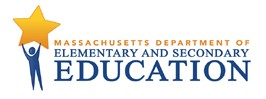 MASSACHUSETTS DEPARTMENT OF
ELEMENTARY AND SECONDARY
EDUCATION